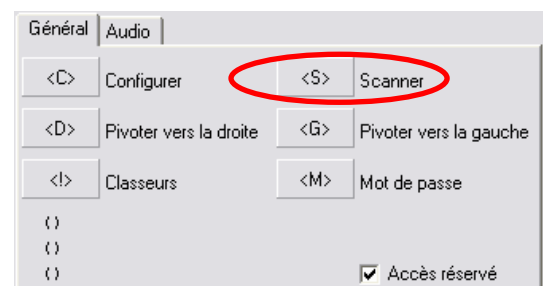 Général Audio
<C> Configurer <S> Scanner
<D> Pivoter vers la droite <G> Pivoter vers la gauche
<!> Classeurs <M> Mot de passe
()
()
() Accès réservé